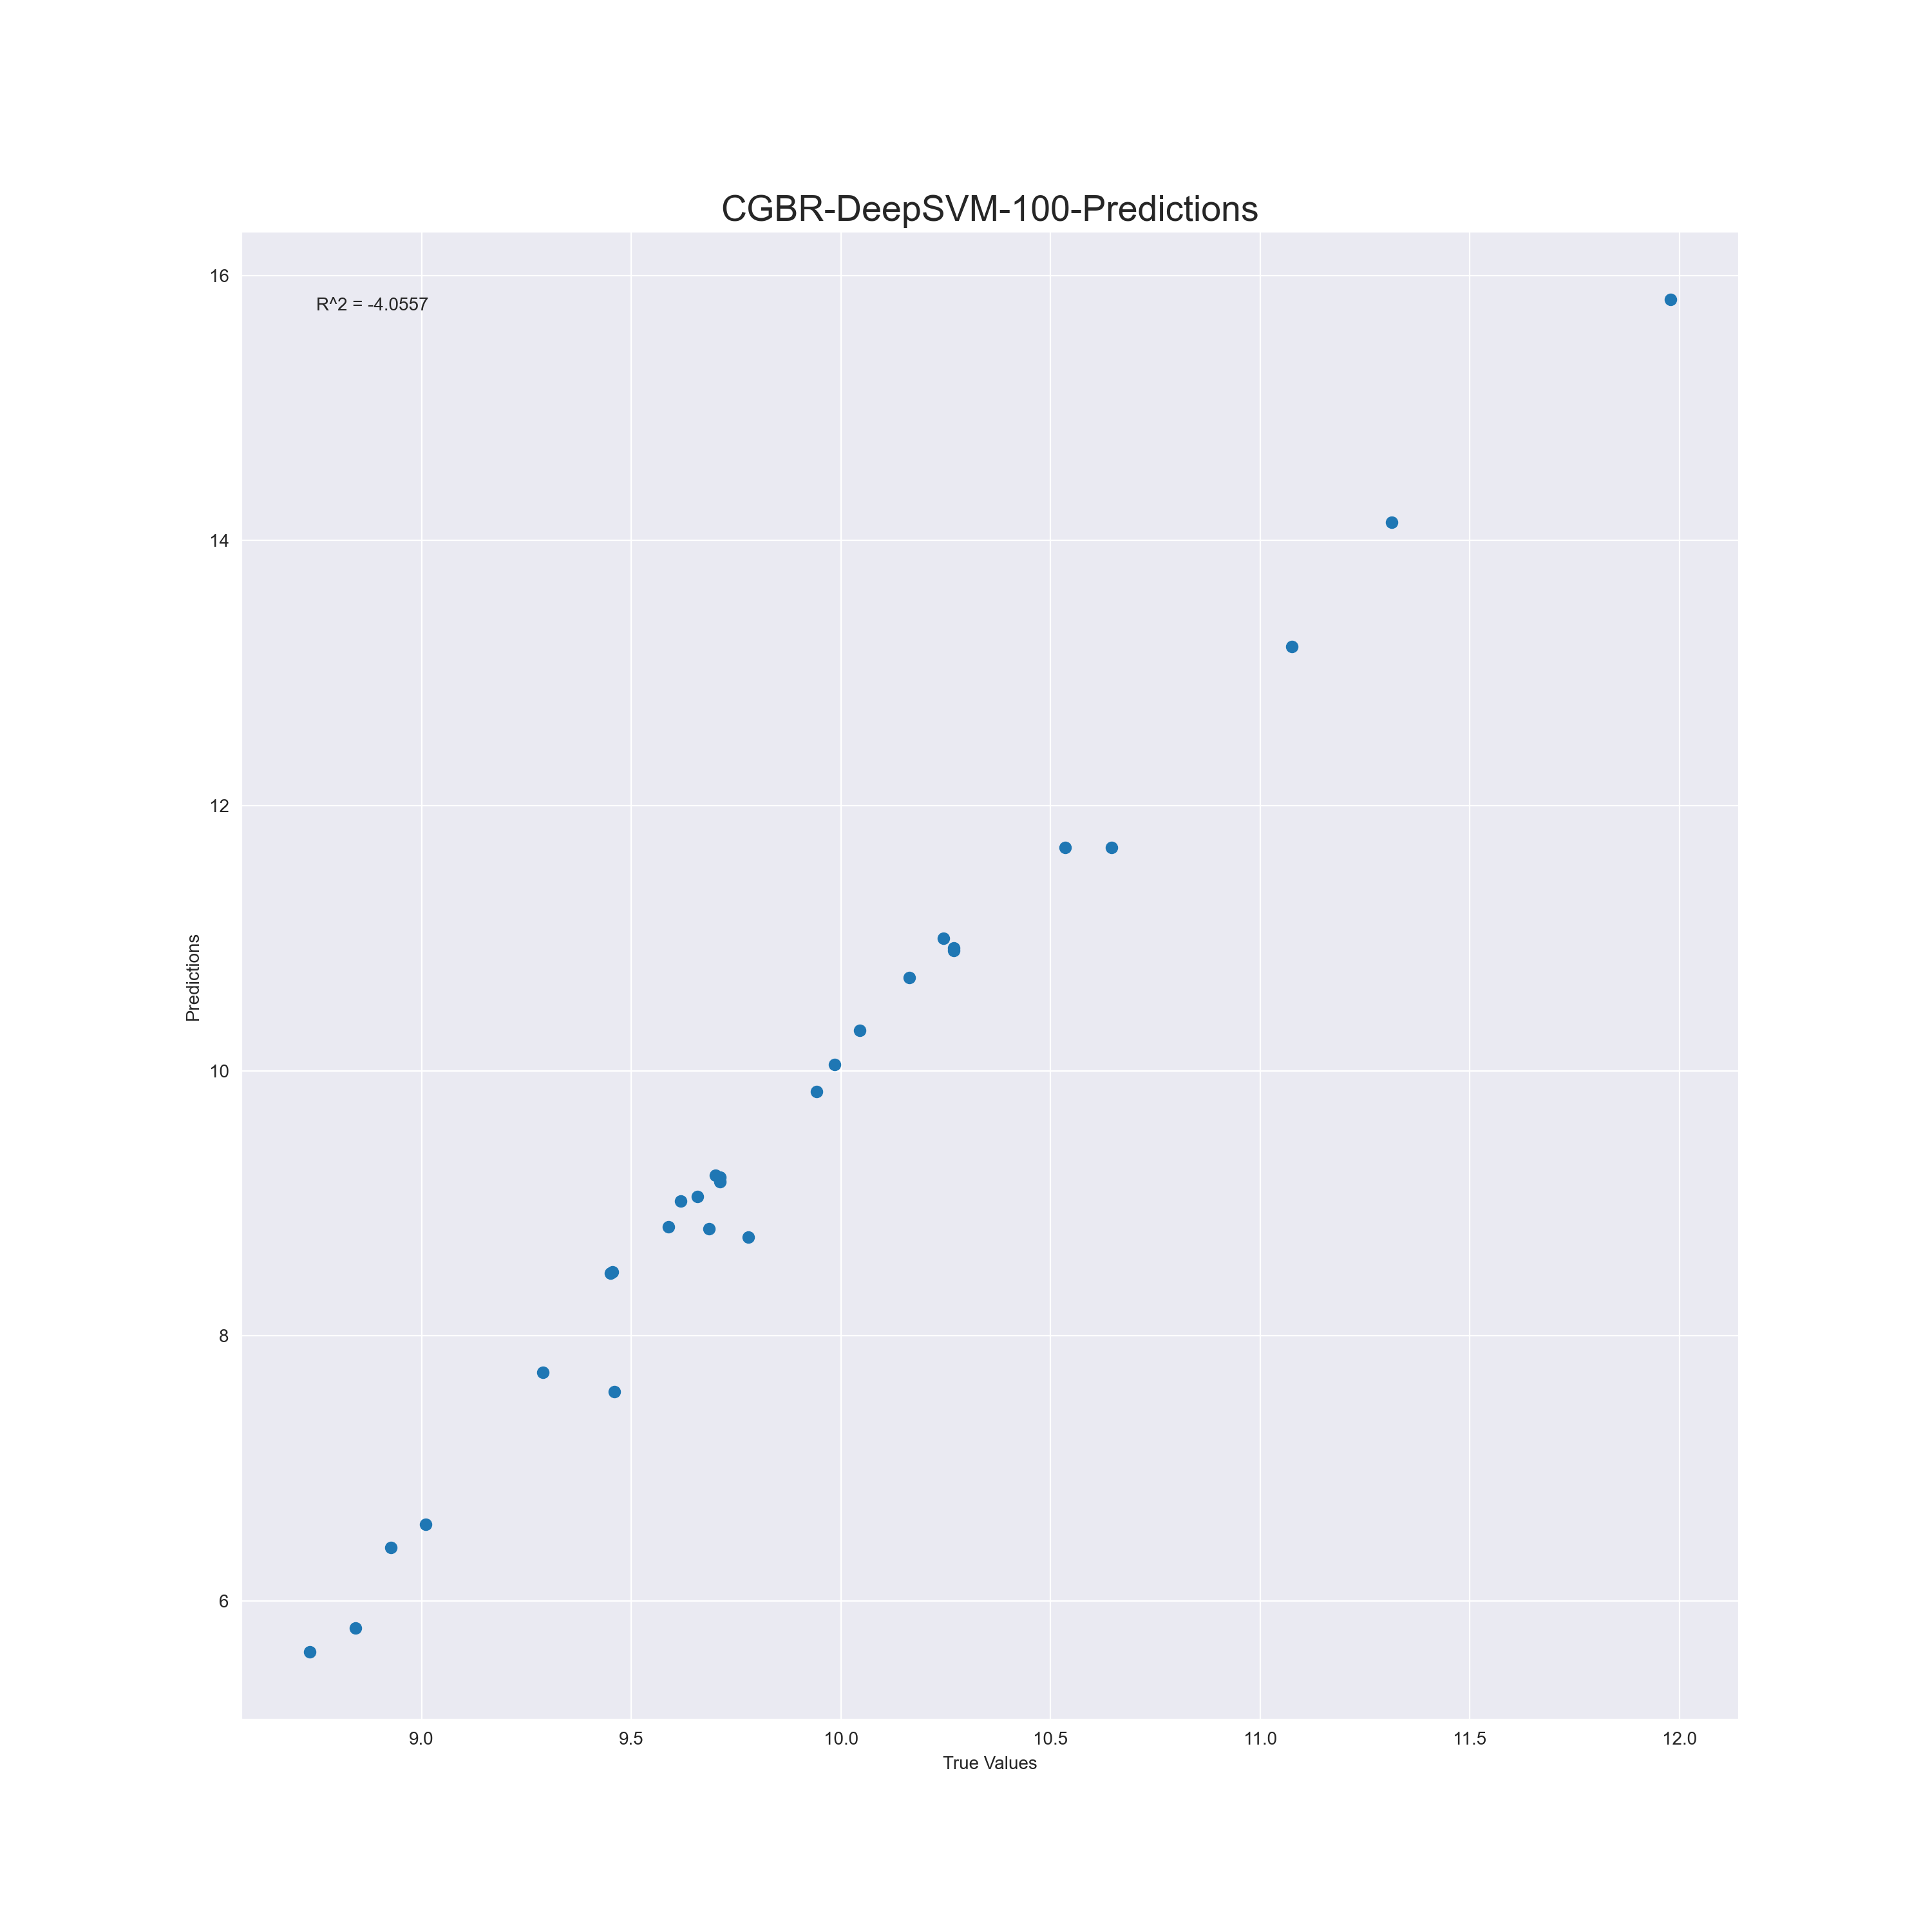 CGBR-DeepSVM-100-Predictions
16
R^2 = -4.0557
14
12
Predictions
10
8
6
9.0 9.5 10.0 10.5 11.0 11.5 12.0
True Values